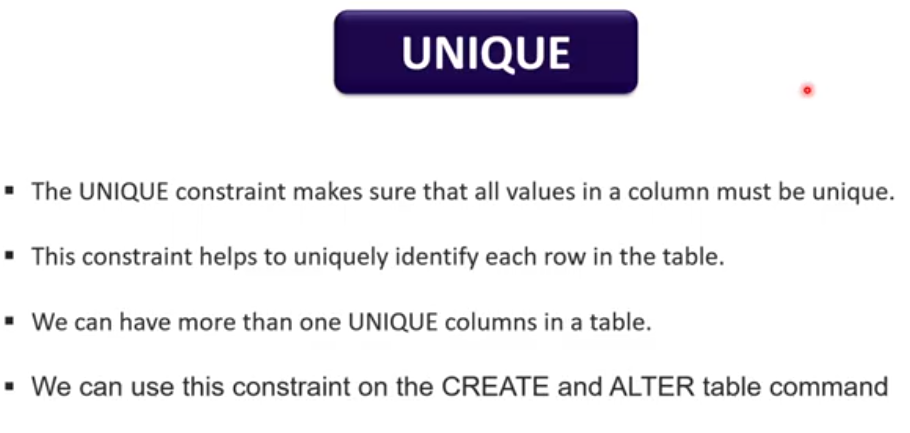 UNIQUE
▪ The UNIQUE constraint makes sure that all values in a column must be unique.
▪ This constraint helps to uniquely identify each row in the table.
▪ We can have more than one UNIQUE columns in a table.
▪ We can use this constraint on the CREATE and ALTER table command